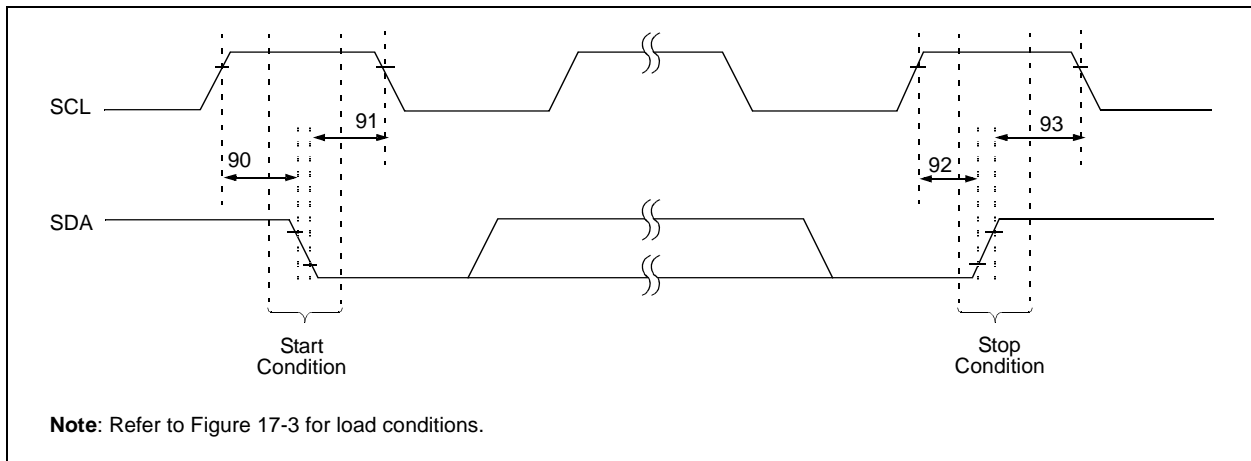 SCL
91
93
90
92
SDA
Start
Condition
Stop
Condition
Note: Refer to Figure 17-3 for load conditions.